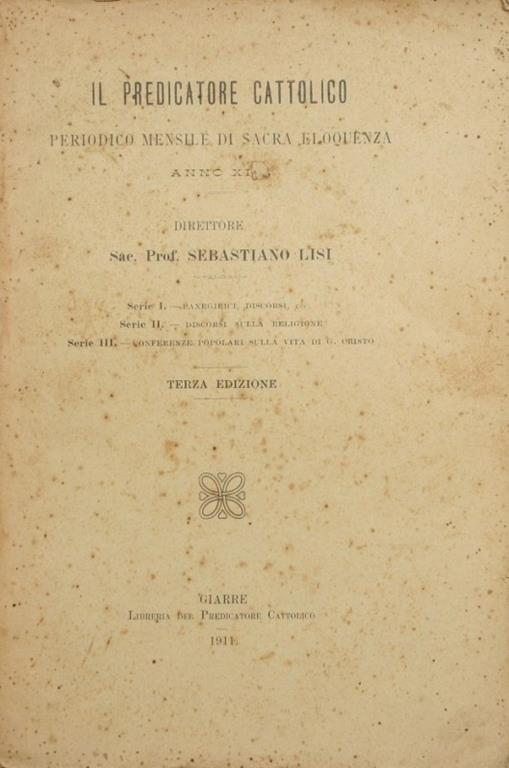 IL PREDICATORE CATTOLICO
PERIODICO MENSILE DI SACRA ELOQUENZA
ANNO
DIRETTORE
Sac. Prof. SEBASTIANO LISI
Serie I. — PANEGIRICI, DISCORSI,
Serie II. — DISCORSI SULLA RELIGIONE
Serie III. — CONFERENZE POPOLARI SULLA VITA DI G. CRISTO
TERZA EDIZIONE
GIARRE
LIBRERIA DEL PREDICATORE CATTOLICO
1911